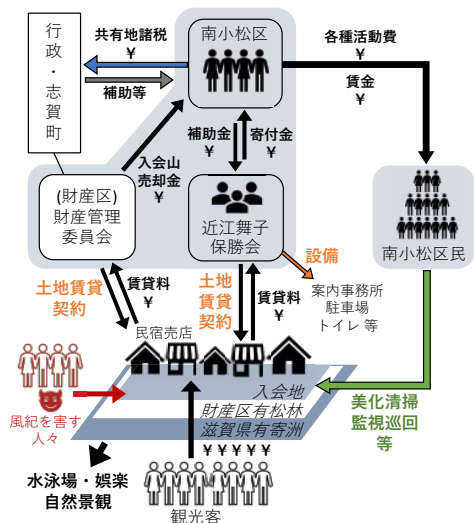 行政・志賀町
共有地諸税
¥
補助等
¥
南小松区
各種活動費
¥
賃金
¥
入会山
売却金
¥
補助金
¥
寄付金
¥
(財産区)
財産管理
委員会
近江舞子
保勝会
南小松区民
設備
案内事務所
駐車場
トイレ 等
土地賃貸
契約
賃貸料
¥
土地
賃貸
契約
賃貸料
¥
民宿売店
風紀を害す
人々
入会地
財産区有松林
滋賀県有寄洲
¥ ¥ ¥ ¥ ¥
美化清掃
監視巡回
等
水泳場・娯楽
自然景観
観光客